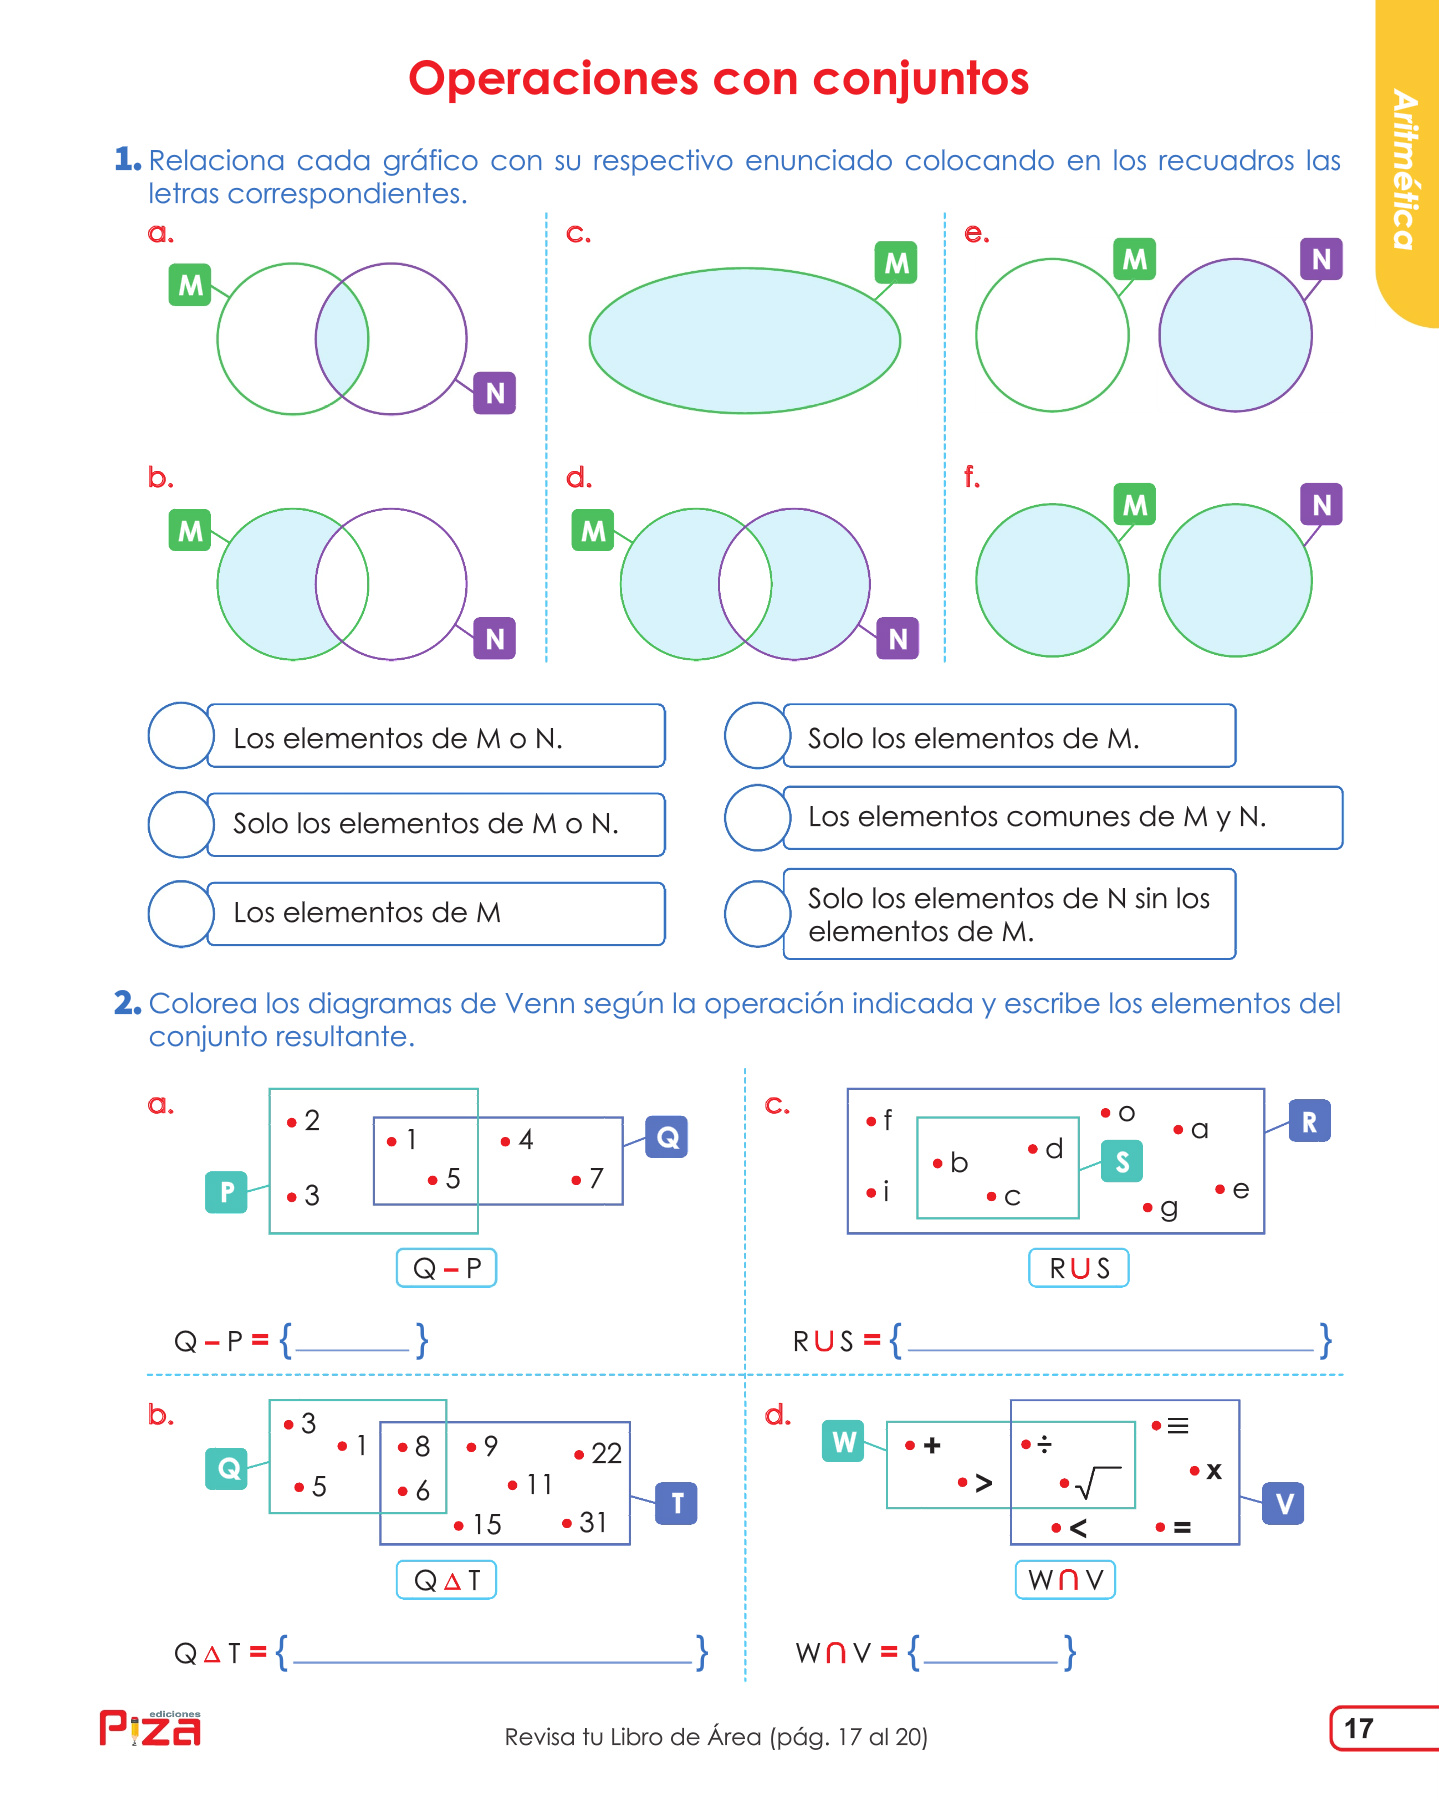 Operaciones con conjuntos
Aritmética
1. Relaciona cada gráfico con su respectivo enunciado colocando en los recuadros las
letras correspondientes.
a.
M
N
c.
M
e.
M
N
b.
M
N
d.
M
N
f.
M
N
Los elementos de M o N.
Solo los elementos de M.
Solo los elementos de M o N.
Los elementos comunes de M y N.
Los elementos de M
Solo los elementos de N sin los
elementos de M.
2. Colorea los diagramas de Venn según la operación indicada y escribe los elementos del
conjunto resultante.
a.
P
Q
• 2
• 3
• 1
• 5
• 4
• 7
Q – P
Q – P = { }
c.
R
S
• f
• i
• b
• d
• c
• o
• a
• e
• g
R ∪ S
R ∪ S = { }
b.
Q
T
• 3
• 1
• 5
• 8
• 6
• 9
• 22
• 11
• 15
• 31
Q Δ T
Q Δ T = { }
d.
W
V
• +
• >
• ÷
• √
• ≡
• x
• <
• =
W ∩ V
W ∩ V = { }
ediciones
Piza
Revisa tu Libro de Área (pág. 17 al 20)
17